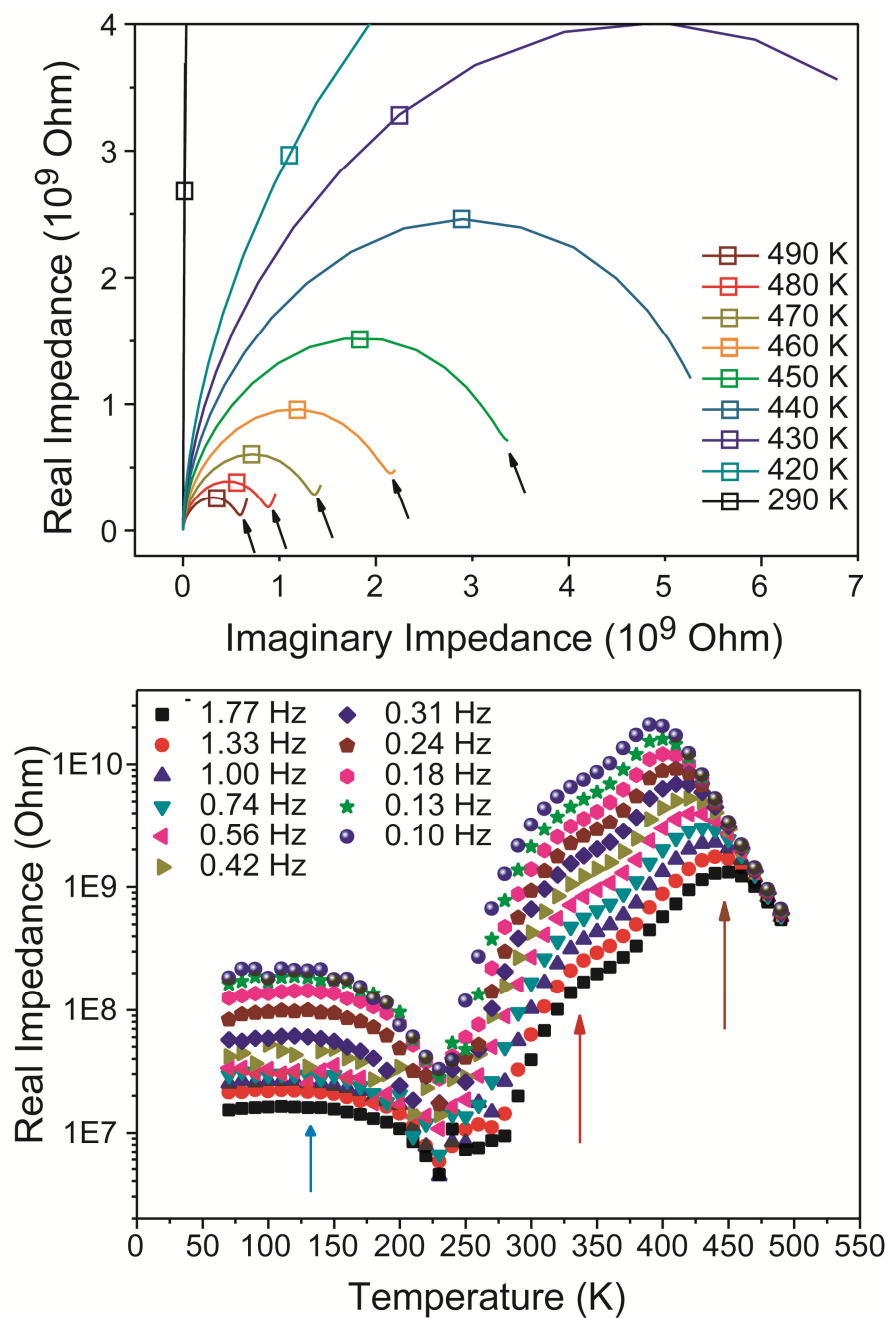 4
3
2
1
0
Real Impedance (10⁹ Ohm)
490 K
480 K
470 K
460 K
450 K
440 K
430 K
420 K
290 K
0 1 2 3 4 5 6 7
Imaginary Impedance (10⁹ Ohm)
1.77 Hz
1.33 Hz
1.00 Hz
0.74 Hz
0.56 Hz
0.42 Hz
0.31 Hz
0.24 Hz
0.18 Hz
0.13 Hz
0.10 Hz
1E10
1E9
1E8
1E7
Real Impedance (Ohm)
0 50 100 150 200 250 300 350 400 450 500 550
Temperature (K)